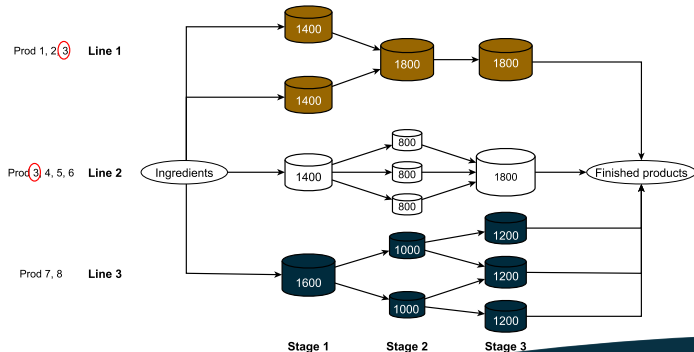 1400
Prod 1, 2, 3 Line 1
1800
1800
1400
800
Prod 3, 4, 5, 6 Line 2
Ingredients
1400
800
1800
Finished products
800
1200
1000
Prod 7, 8 Line 3
1600
1200
1000
1200
Stage 1 Stage 2 Stage 3